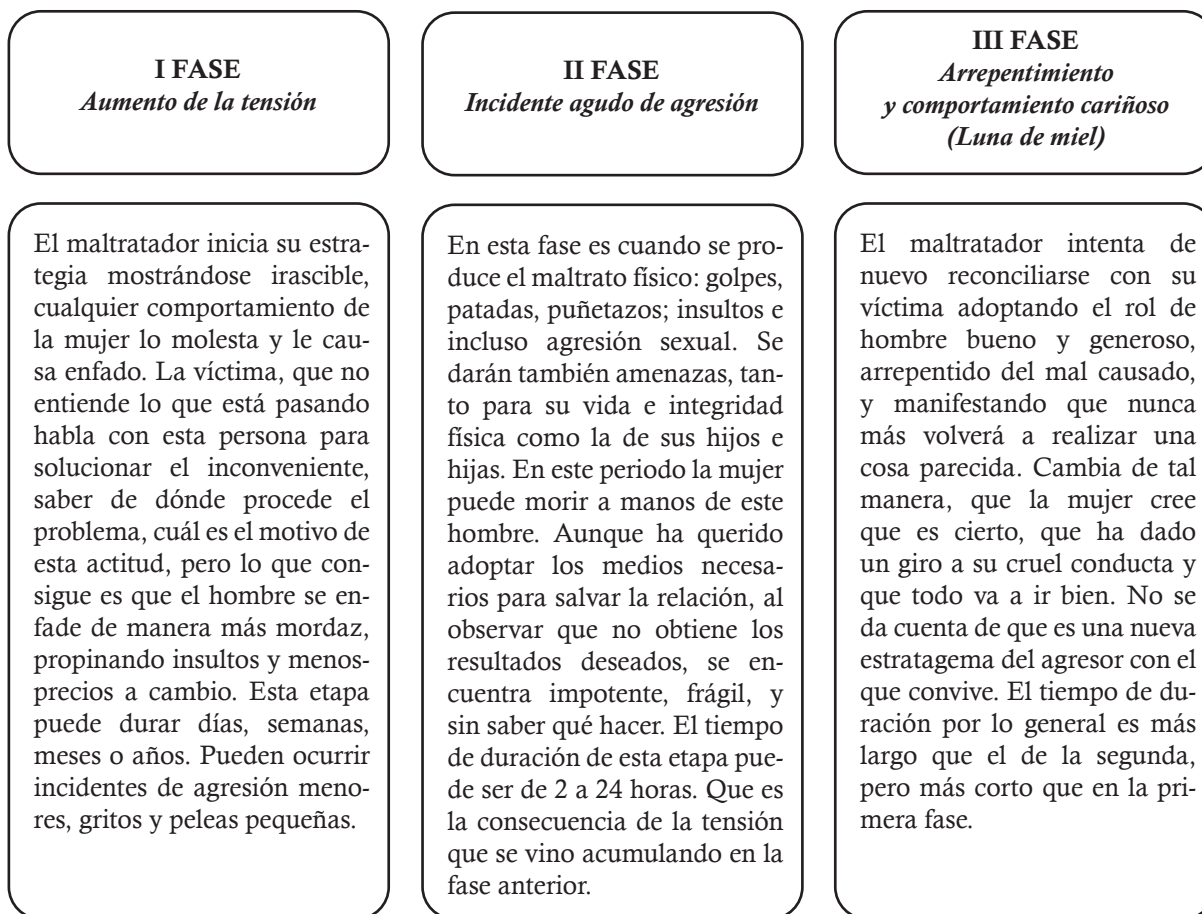 I FASE
Aumento de la tensión
II FASE
Incidente agudo de agresión
III FASE
Arrepentimiento
y comportamiento cariñoso
(Luna de miel)
El maltratador inicia su estra-
tegia mostrándose irascible,
cualquier comportamiento de
la mujer lo molesta y le cau-
sa enfado. La víctima, que no
entiende lo que está pasando
habla con esta persona para
solucionar el inconveniente,
saber de dónde procede el
problema, cuál es el motivo de
esta actitud, pero lo que con-
sigue es que el hombre se en-
fade de manera más mordaz,
propinando insultos y menos-
precios a cambio. Esta etapa
puede durar días, semanas,
meses o años. Pueden ocurrir
incidentes de agresión meno-
res, gritos y peleas pequeñas.
En esta fase es cuando se pro-
duce el maltrato físico: golpes,
patadas, puñetazos; insultos e
incluso agresión sexual. Se
darán también amenazas, tan-
to para su vida e integridad
física como la de sus hijos e
hijas. En este periodo la mujer
puede morir a manos de este
hombre. Aunque ha querido
adoptar los medios necesa-
rios para salvar la relación, al
observar que no obtiene los
resultados deseados, se en-
cuentra impotente, frágil, y
sin saber qué hacer. El tiempo
de duración de esta etapa pue-
de ser de 2 a 24 horas. Que es
la consecuencia de la tensión
que se vino acumulando en la
fase anterior.
El maltratador intenta de
nuevo reconciliarse con su
víctima adoptando el rol de
hombre bueno y generoso,
arrepentido del mal causado,
y manifestando que nunca
más volverá a realizar una
cosa parecida. Cambia de tal
manera, que la mujer cree
que es cierto, que ha dado
un giro a su cruel conducta y
que todo va a ir bien. No se
da cuenta de que es una nueva
estratagema del agresor con el
que convive. El tiempo de du-
ración por lo general es más
largo que el de la segunda,
pero más corto que en la pri-
mera fase.